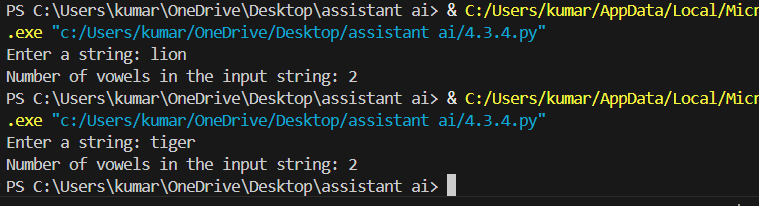 PS C:\Users\kumar\OneDrive\Desktop\assistant ai> & C:/Users/kumar/AppData/Local/Micr
.exe "c:/Users/kumar/OneDrive/Desktop/assistant ai/4.3.4.py"
Enter a string: lion
Number of vowels in the input string: 2
PS C:\Users\kumar\OneDrive\Desktop\assistant ai> & C:/Users/kumar/AppData/Local/Micr
.exe "c:/Users/kumar/OneDrive/Desktop/assistant ai/4.3.4.py"
Enter a string: tiger
Number of vowels in the input string: 2
PS C:\Users\kumar\OneDrive\Desktop\assistant ai>